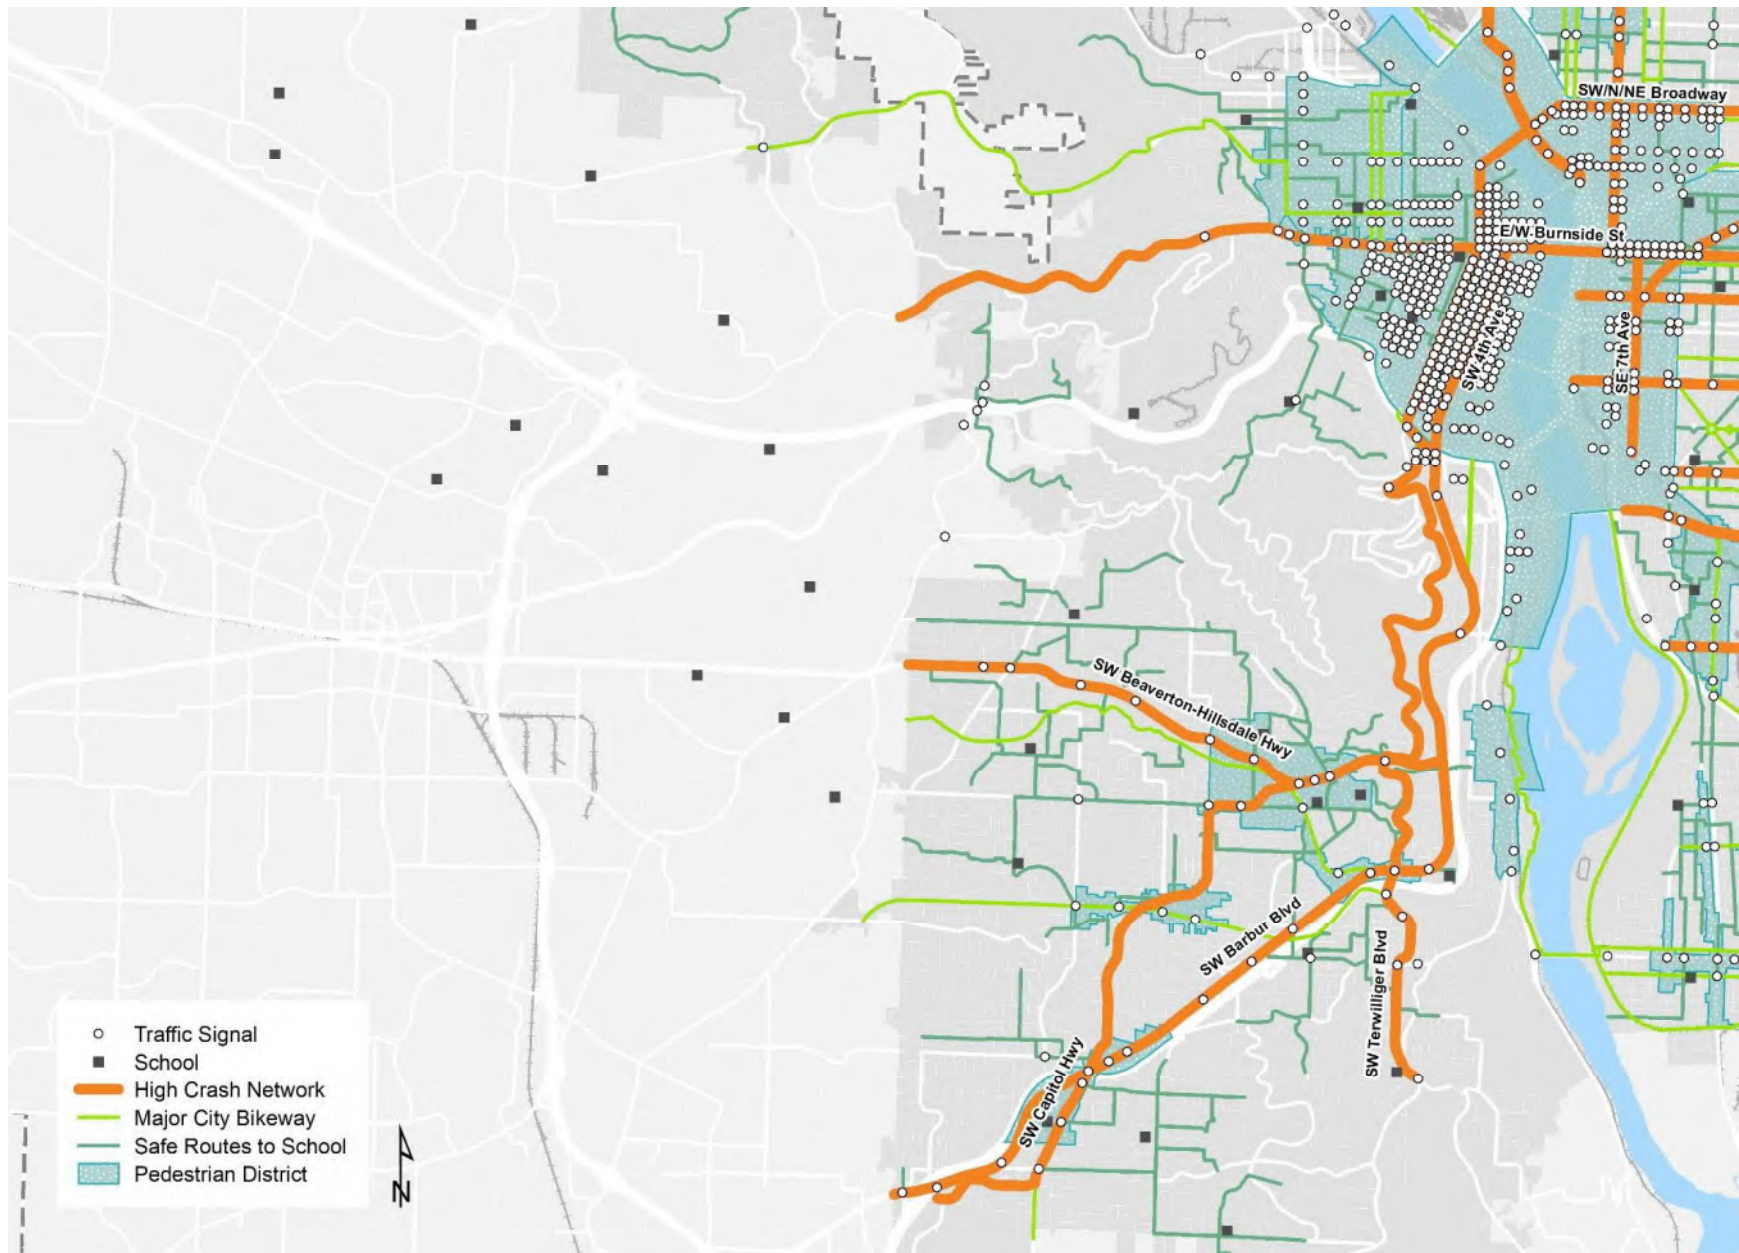 SW/N/NE Broadway
E/W Burnside St
SW 4th Ave
SE 7th Ave
SW Beaverton-Hillsdale Hwy
SW Barbur Blvd
SW Terwilliger Blvd
SW Capitol Hwy
Traffic Signal
School
High Crash Network
Major City Bikeway
Safe Routes to School
Pedestrian District
N